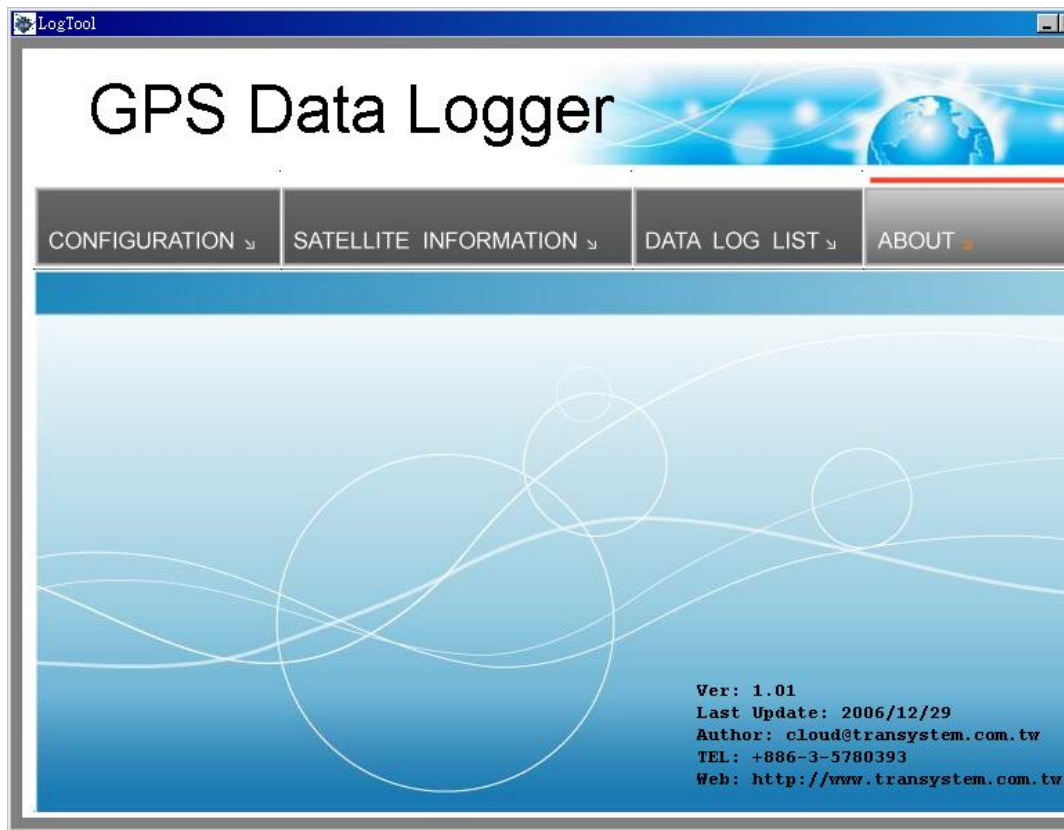 LogTool
GPS Data Logger
CONFIGURATION
SATELLITE INFORMATION
DATA LOG LIST
ABOUT
Ver: 1.01
Last Update: 2006/12/29
Author: cloud@transystem.com.tw
TEL: +886-3-5780393
Web: http://www.transystem.com.tw